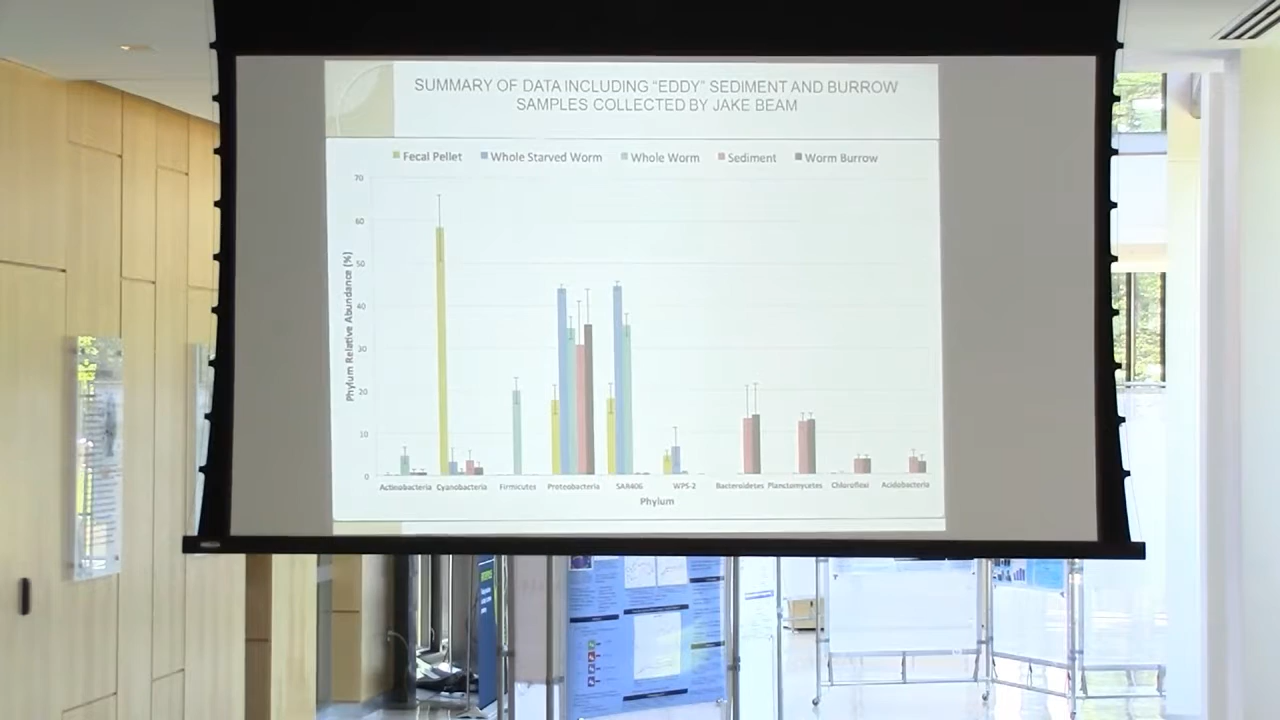 SUMMARY OF DATA INCLUDING “EDDY” SEDIMENT AND BURROW
SAMPLES COLLECTED BY JAKE BEAM
Fecal Pellet Whole Starved Worm Whole Worm Sediment Worm Burrow
Phylum Relative Abundance (%)
70
60
50
40
30
20
10
0
Actinobacteria Cyanobacteria Firmicutes Proteobacteria SAR406 WPS-2 Bacteroidetes Planctomycetes Chloroflexi Acidobacteria
Phylum